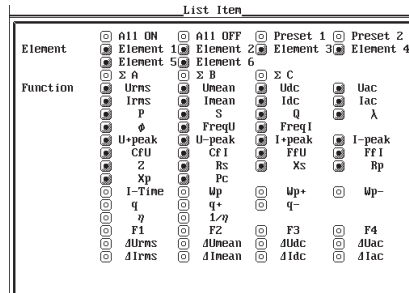 List Item
All ON All OFF Preset 1 Preset 2
Element Element 1 Element 2 Element 3 Element 4
Element 5 Element 6
Σ A Σ B Σ C
Function Urms Umean Udc Uac
Irms Imean Idc Iac
P S Q λ
ϕ FreqU FreqI
U+peak U-peak I+peak I-peak
CfU CfI FfU FfI
Z Rs Xs Rp
Xp Pc
I-Time Wp Wp+ Wp-
q q+ q-
η 1/η
F1 F2 F3 F4
ΔUrms ΔUmean ΔUdc ΔUac
ΔIrms ΔImean ΔIdc ΔIac